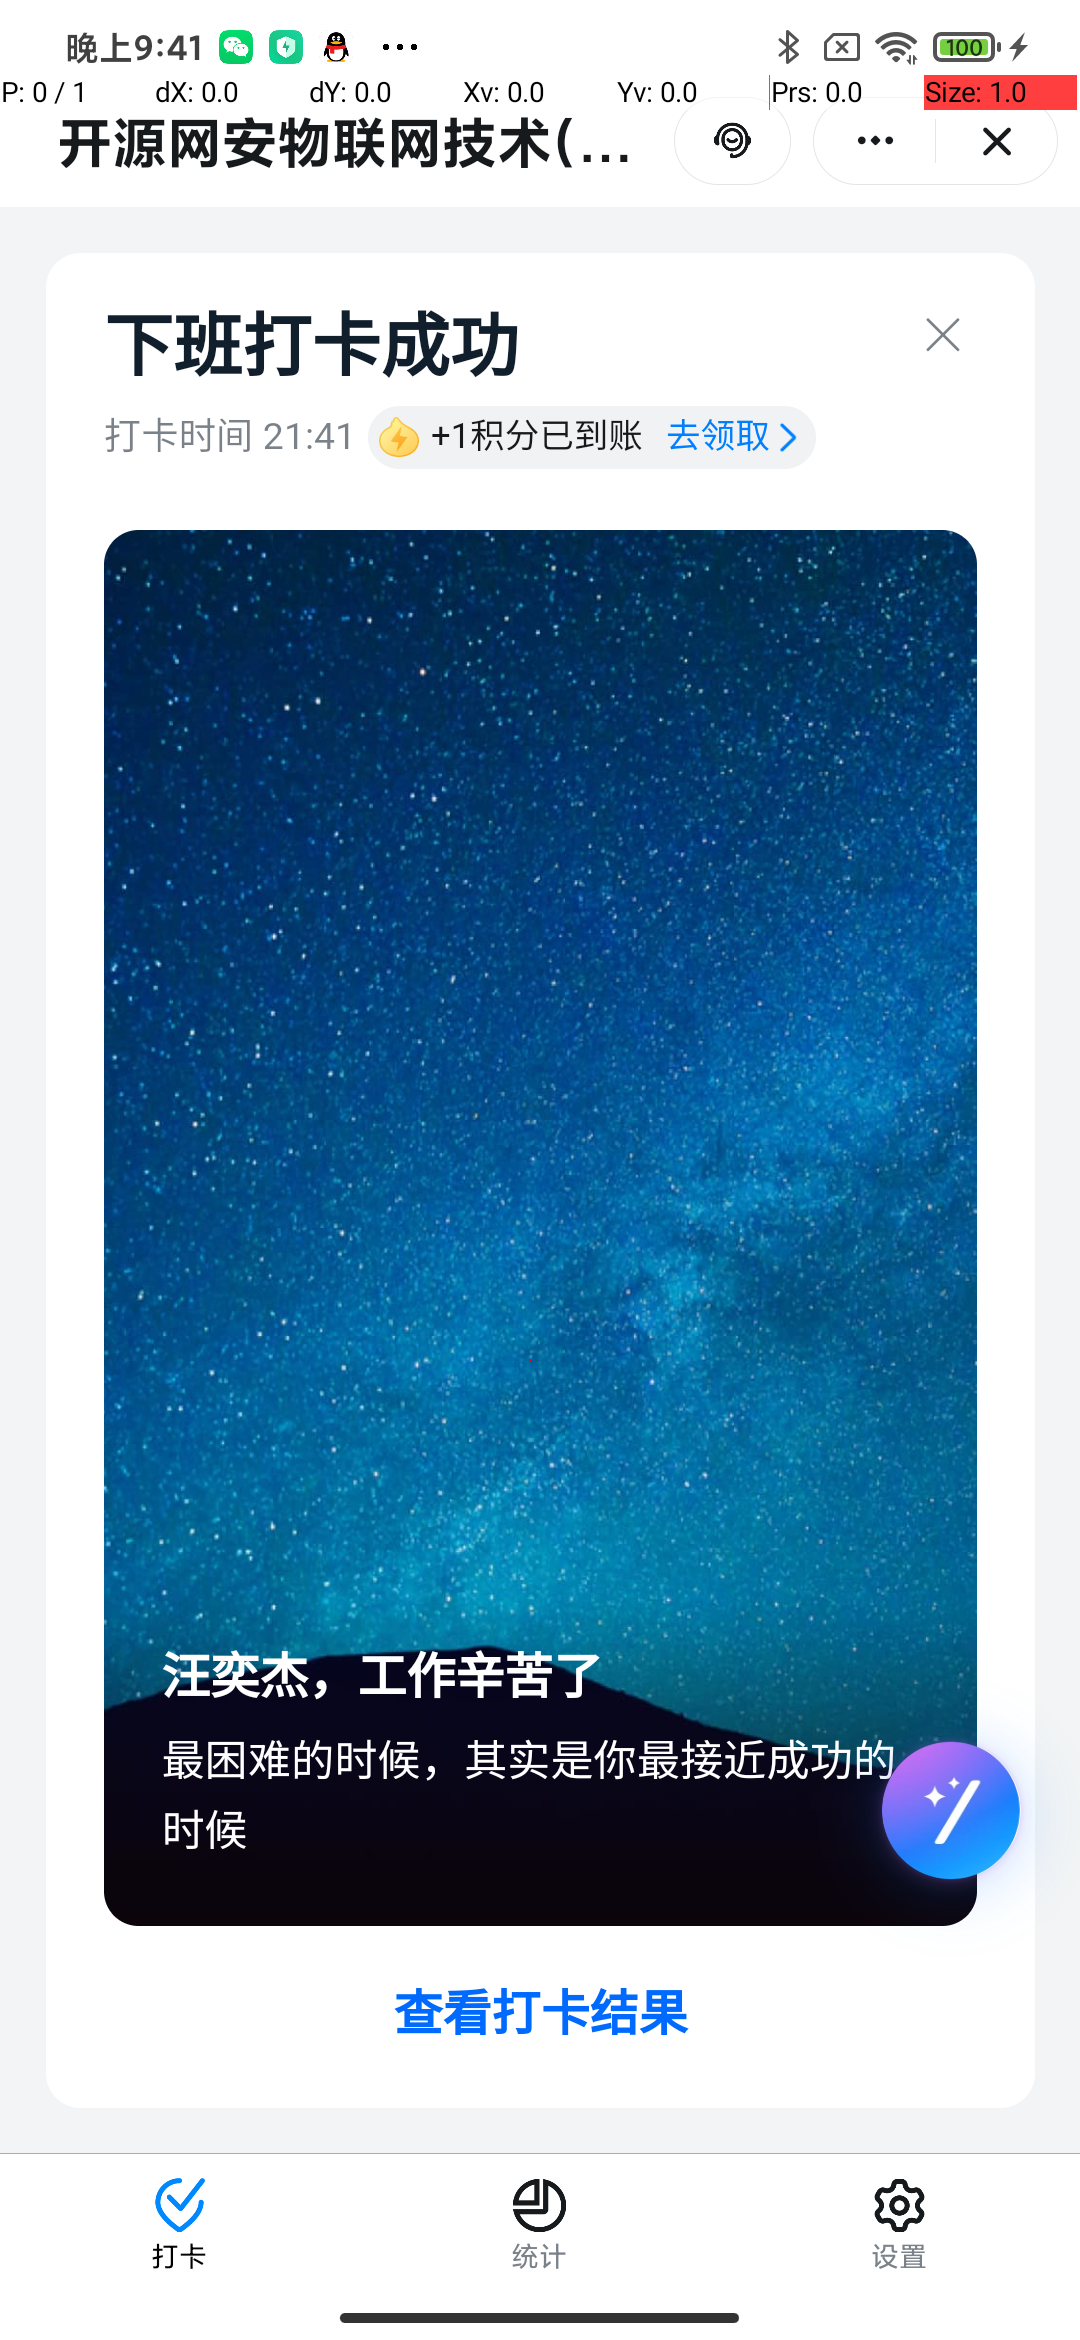 晚上9:41
100
P: 0 / 1 dX: 0.0 dY: 0.0 Xv: 0.0 Yv: 0.0 Prs: 0.0 Size: 1.0
开源网安物联网技术(...
下班打卡成功
打卡时间 21:41 +1积分已到账 去领取
汪奕杰，工作辛苦了
最困难的时候，其实是你最接近成功的
时候
查看打卡结果
打卡 统计 设置